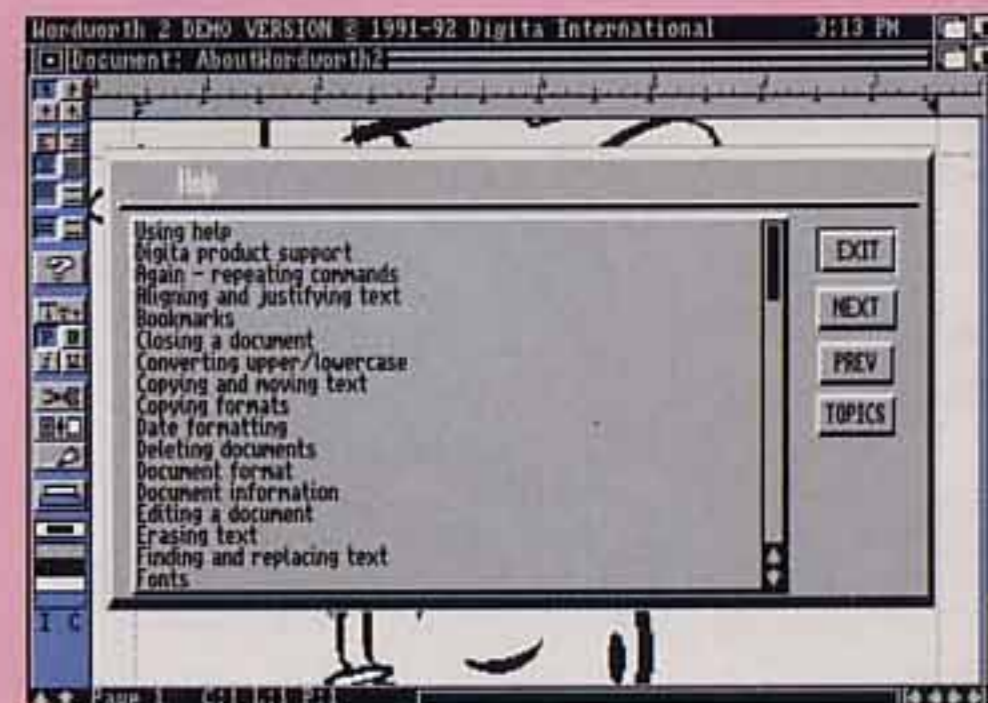 Wordworth 2 DEMO VERSION © 1991-92 Digita International 3:13 PM
Document: AboutWordworth2
Help
Using help
Digita product support
Again - repeating commands
Aligning and justifying text
Bookmarks
Closing a document
Converting upper/lowercase
Copying and moving text
Copying formats
Date formatting
Deleting documents
Document format
Document information
Editing a document
Erasing text
Finding and replacing text
Fonts
EXIT
NEXT
PREV
TOPICS
I C
Page 1